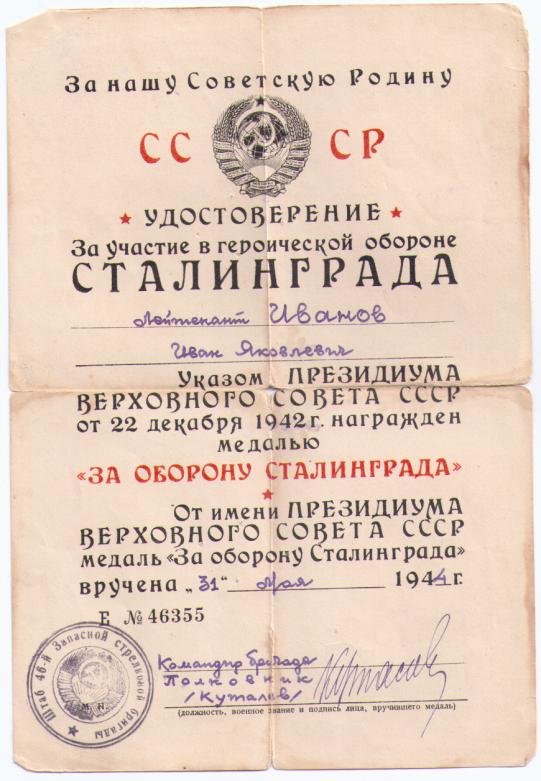 За нашу Советскую Родину
СС СР
УДОСТОВЕРЕНИЕ
За участие в героической обороне
СТАЛИНГРАДА
Лейтенант Иванов
Иван Яковлевич
Указом ПРЕЗИДИУМА
ВЕРХОВНОГО СОВЕТА СССР
от 22 декабря 1942 г. награжден
медалью
«ЗА ОБОРОНУ СТАЛИНГРАДА»
От имени ПРЕЗИДИУМА
ВЕРХОВНОГО СОВЕТА СССР
медаль «За оборону Сталинграда»
вручена „31“ мая 1944 г.
Е № 46355
Штаб 46-й Запасной стрелковой бригады
М. П.
Командир бригады
Полковник
/Куталев/
(должность, военное звание и подпись лица, вручившего медаль)